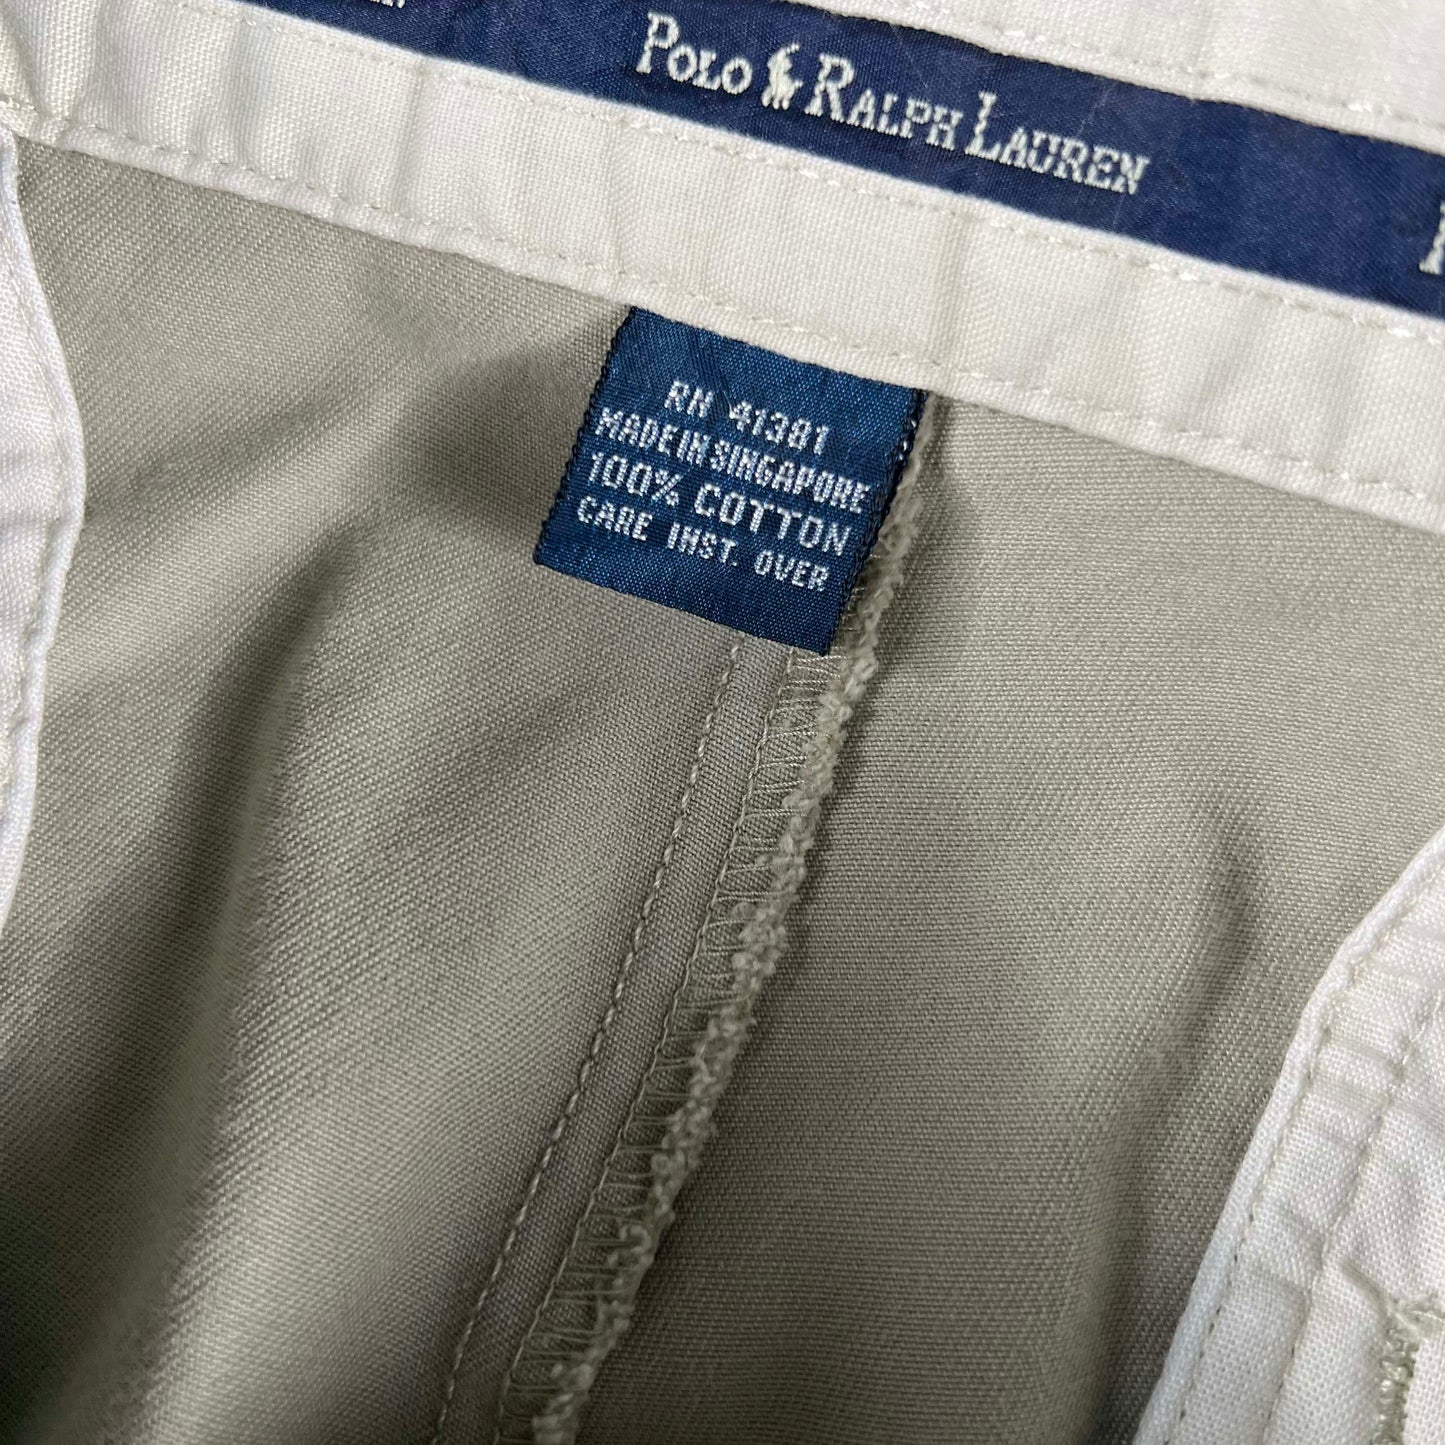 POLO RALPH LAUREN
RN 41381
MADE IN SINGAPORE
100% COTTON
CARE INST. OVER